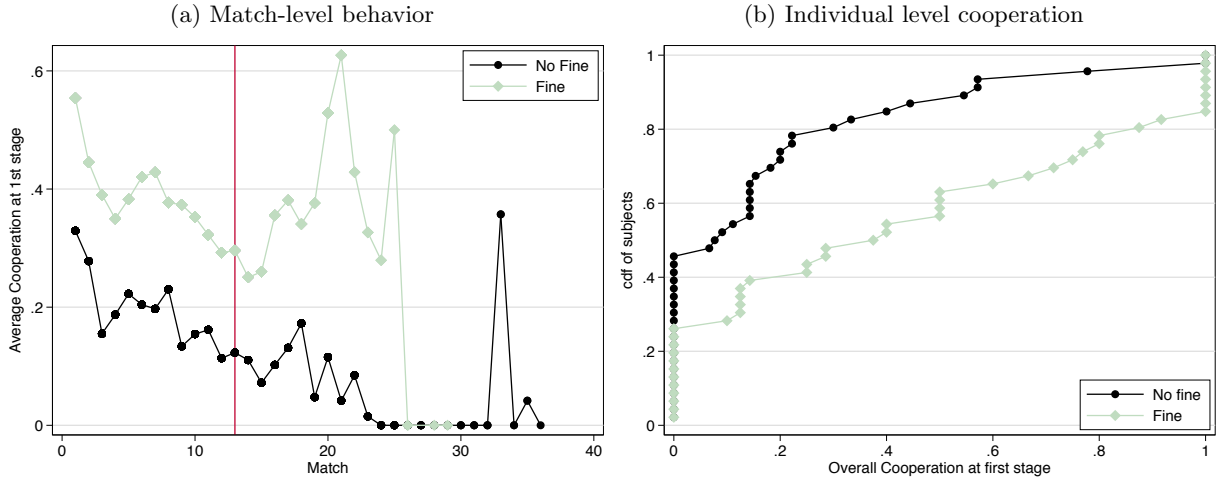 (a) Match-level behavior
.6
.4
.2
0
Average Cooperation at 1st stage
No Fine
Fine
0 10 20 30 40
Match
(b) Individual level cooperation
1
.8
.6
.4
.2
0
cdf of subjects
No fine
Fine
0 .2 .4 .6 .8 1
Overall Cooperation at first stage